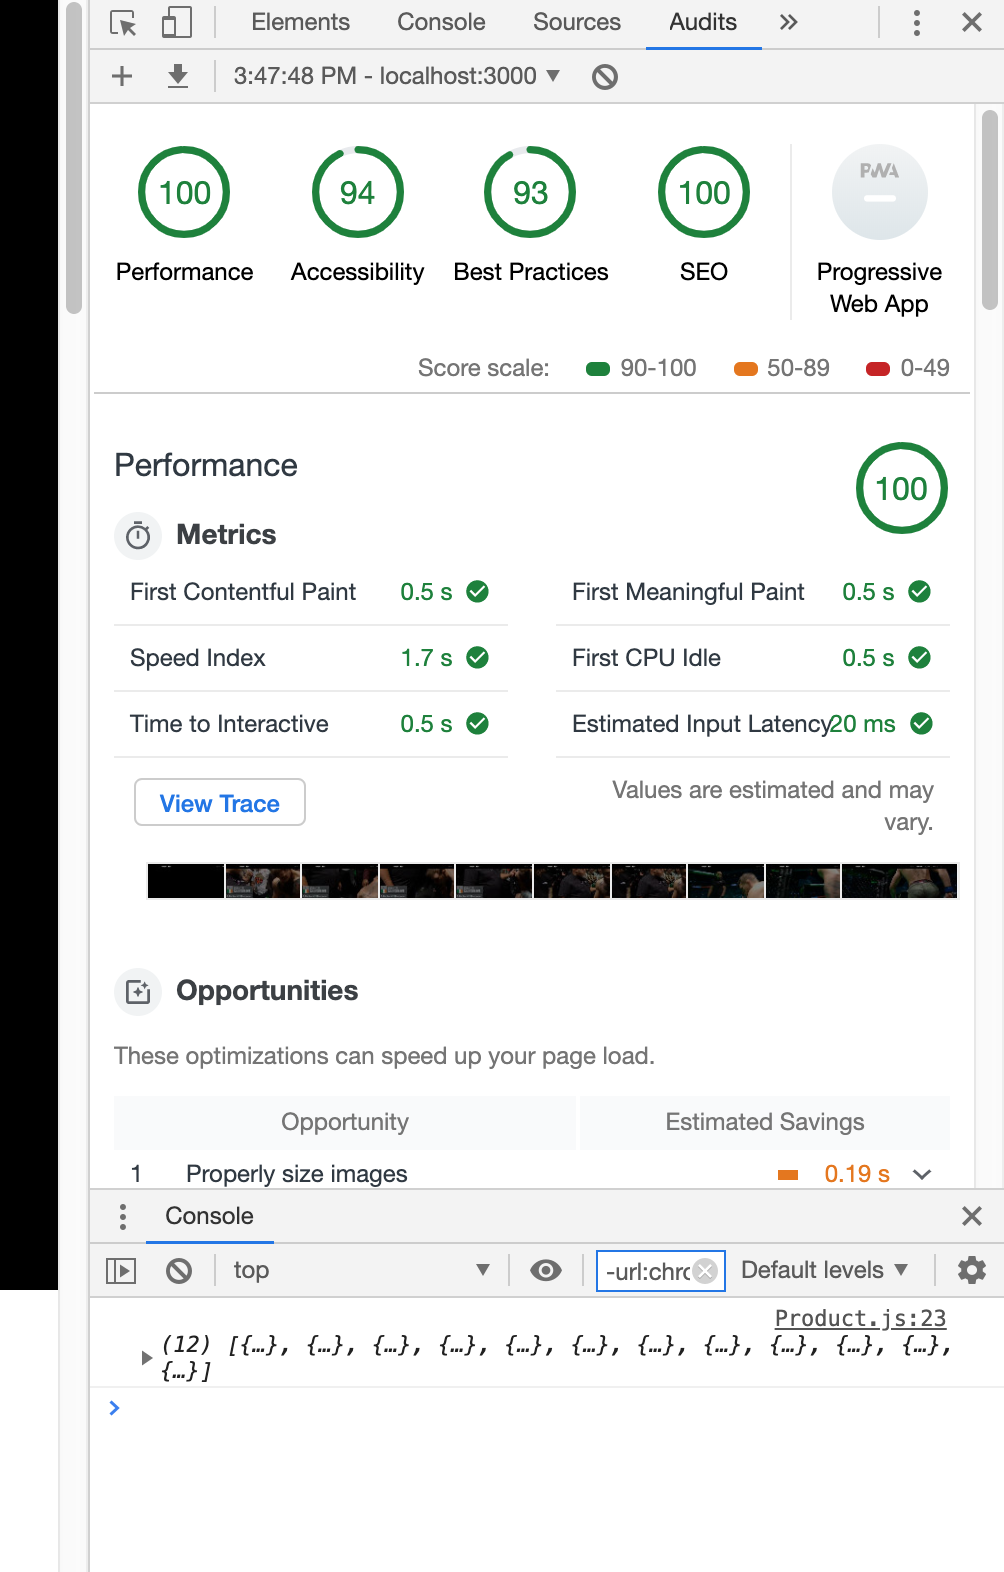 Elements Console Sources Audits »
3:47:48 PM - localhost:3000 ▼
100 94 93 100 PWA
Performance Accessibility Best Practices SEO Progressive
Web App
Score scale: 90-100 50-89 0-49
Performance 100
Metrics
First Contentful Paint 0.5 s First Meaningful Paint 0.5 s
Speed Index 1.7 s First CPU Idle 0.5 s
Time to Interactive 0.5 s Estimated Input Latency 20 ms
View Trace Values are estimated and may
vary.
Opportunities
These optimizations can speed up your page load.
Opportunity Estimated Savings
1 Properly size images 0.19 s
Console
top ▼ -url:chrc Default levels ▼
Product.js:23
(12) [{…}, {…}, {…}, {…}, {…}, {…}, {…}, {…}, {…}, {…}, {…},
{…}]